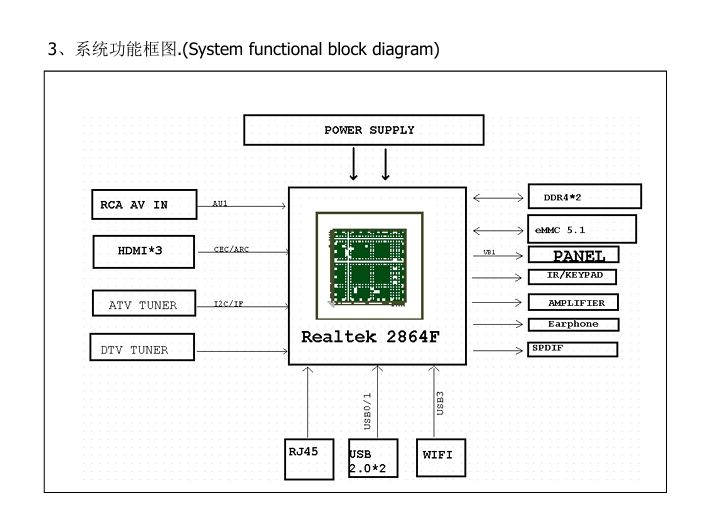 3、系统功能框图.(System functional block diagram)
POWER SUPPLY
RCA AV IN
AU1
DDR4*2
eMMC 5.1
HDMI*3
CEC/ARC
VB1
PANEL
IR/KEYPAD
ATV TUNER
I2C/IF
AMPLIFIER
Earphone
Realtek 2864F
DTV TUNER
SPDIF
USB0/1
USB3
RJ45
USB
2.0*2
WIFI